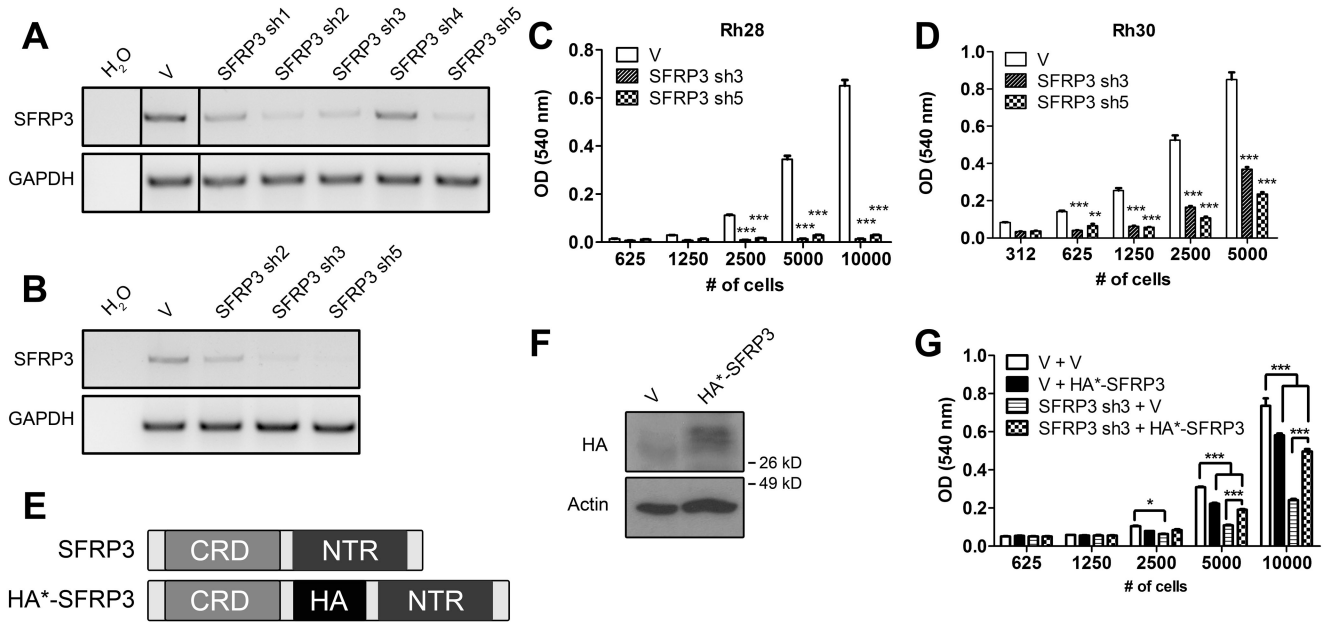 A
H2O
V
SFRP3 sh1
SFRP3 sh2
SFRP3 sh3
SFRP3 sh4
SFRP3 sh5
SFRP3
GAPDH
B
H2O
V
SFRP3 sh2
SFRP3 sh3
SFRP3 sh5
SFRP3
GAPDH
C
Rh28
V
SFRP3 sh3
SFRP3 sh5
OD (540 nm)
0.8
0.6
0.4
0.2
0.0
*** ***
*** ***
*** ***
625 1250 2500 5000 10000
# of cells
D
Rh30
V
SFRP3 sh3
SFRP3 sh5
OD (540 nm)
1.0
0.8
0.6
0.4
0.2
0.0
*** **
*** ***
*** ***
*** ***
312 625 1250 2500 5000
# of cells
E
SFRP3
CRD NTR
HA*-SFRP3
CRD HA NTR
F
V
HA*-SFRP3
HA
26 kD
49 kD
Actin
G
V + V
V + HA*-SFRP3
SFRP3 sh3 + V
SFRP3 sh3 + HA*-SFRP3
OD (540 nm)
1.0
0.8
0.6
0.4
0.2
0.0
*
***
***
***
***
625 1250 2500 5000 10000
# of cells